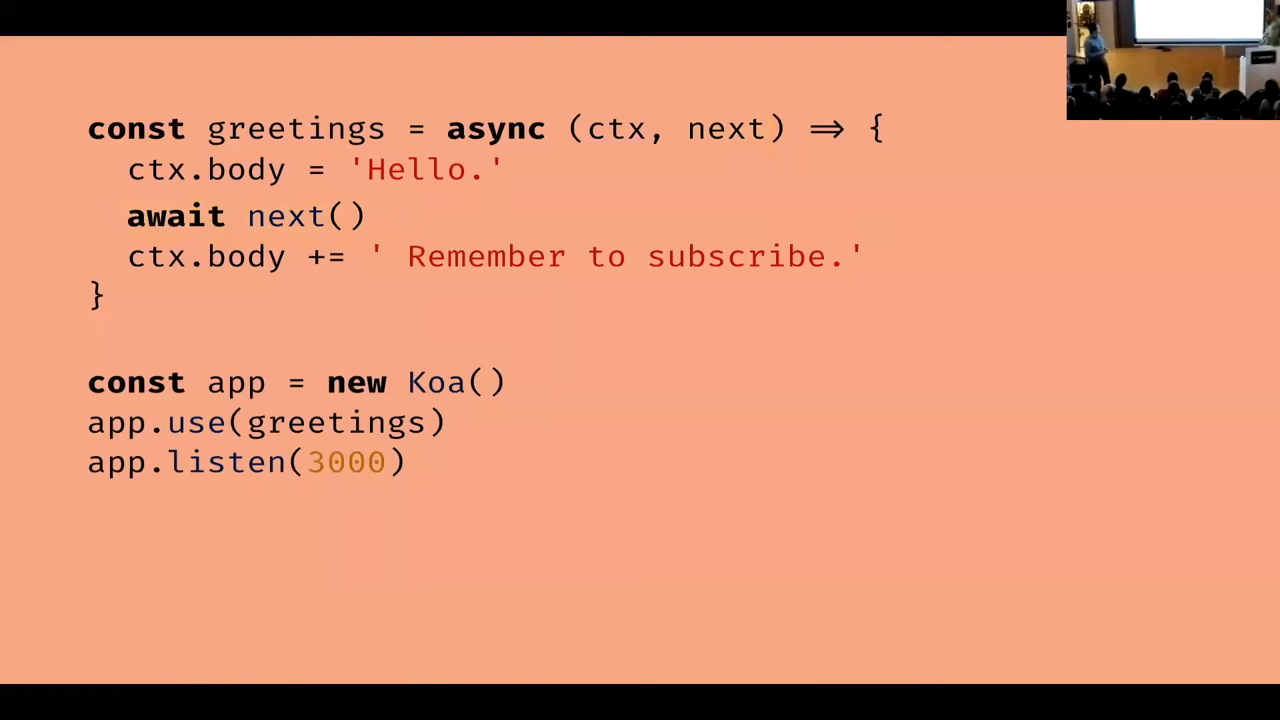 const greetings = async (ctx, next) => {
  ctx.body = 'Hello.'
  await next()
  ctx.body += ' Remember to subscribe.'
}
const app = new Koa()
app.use(greetings)
app.listen(3000)